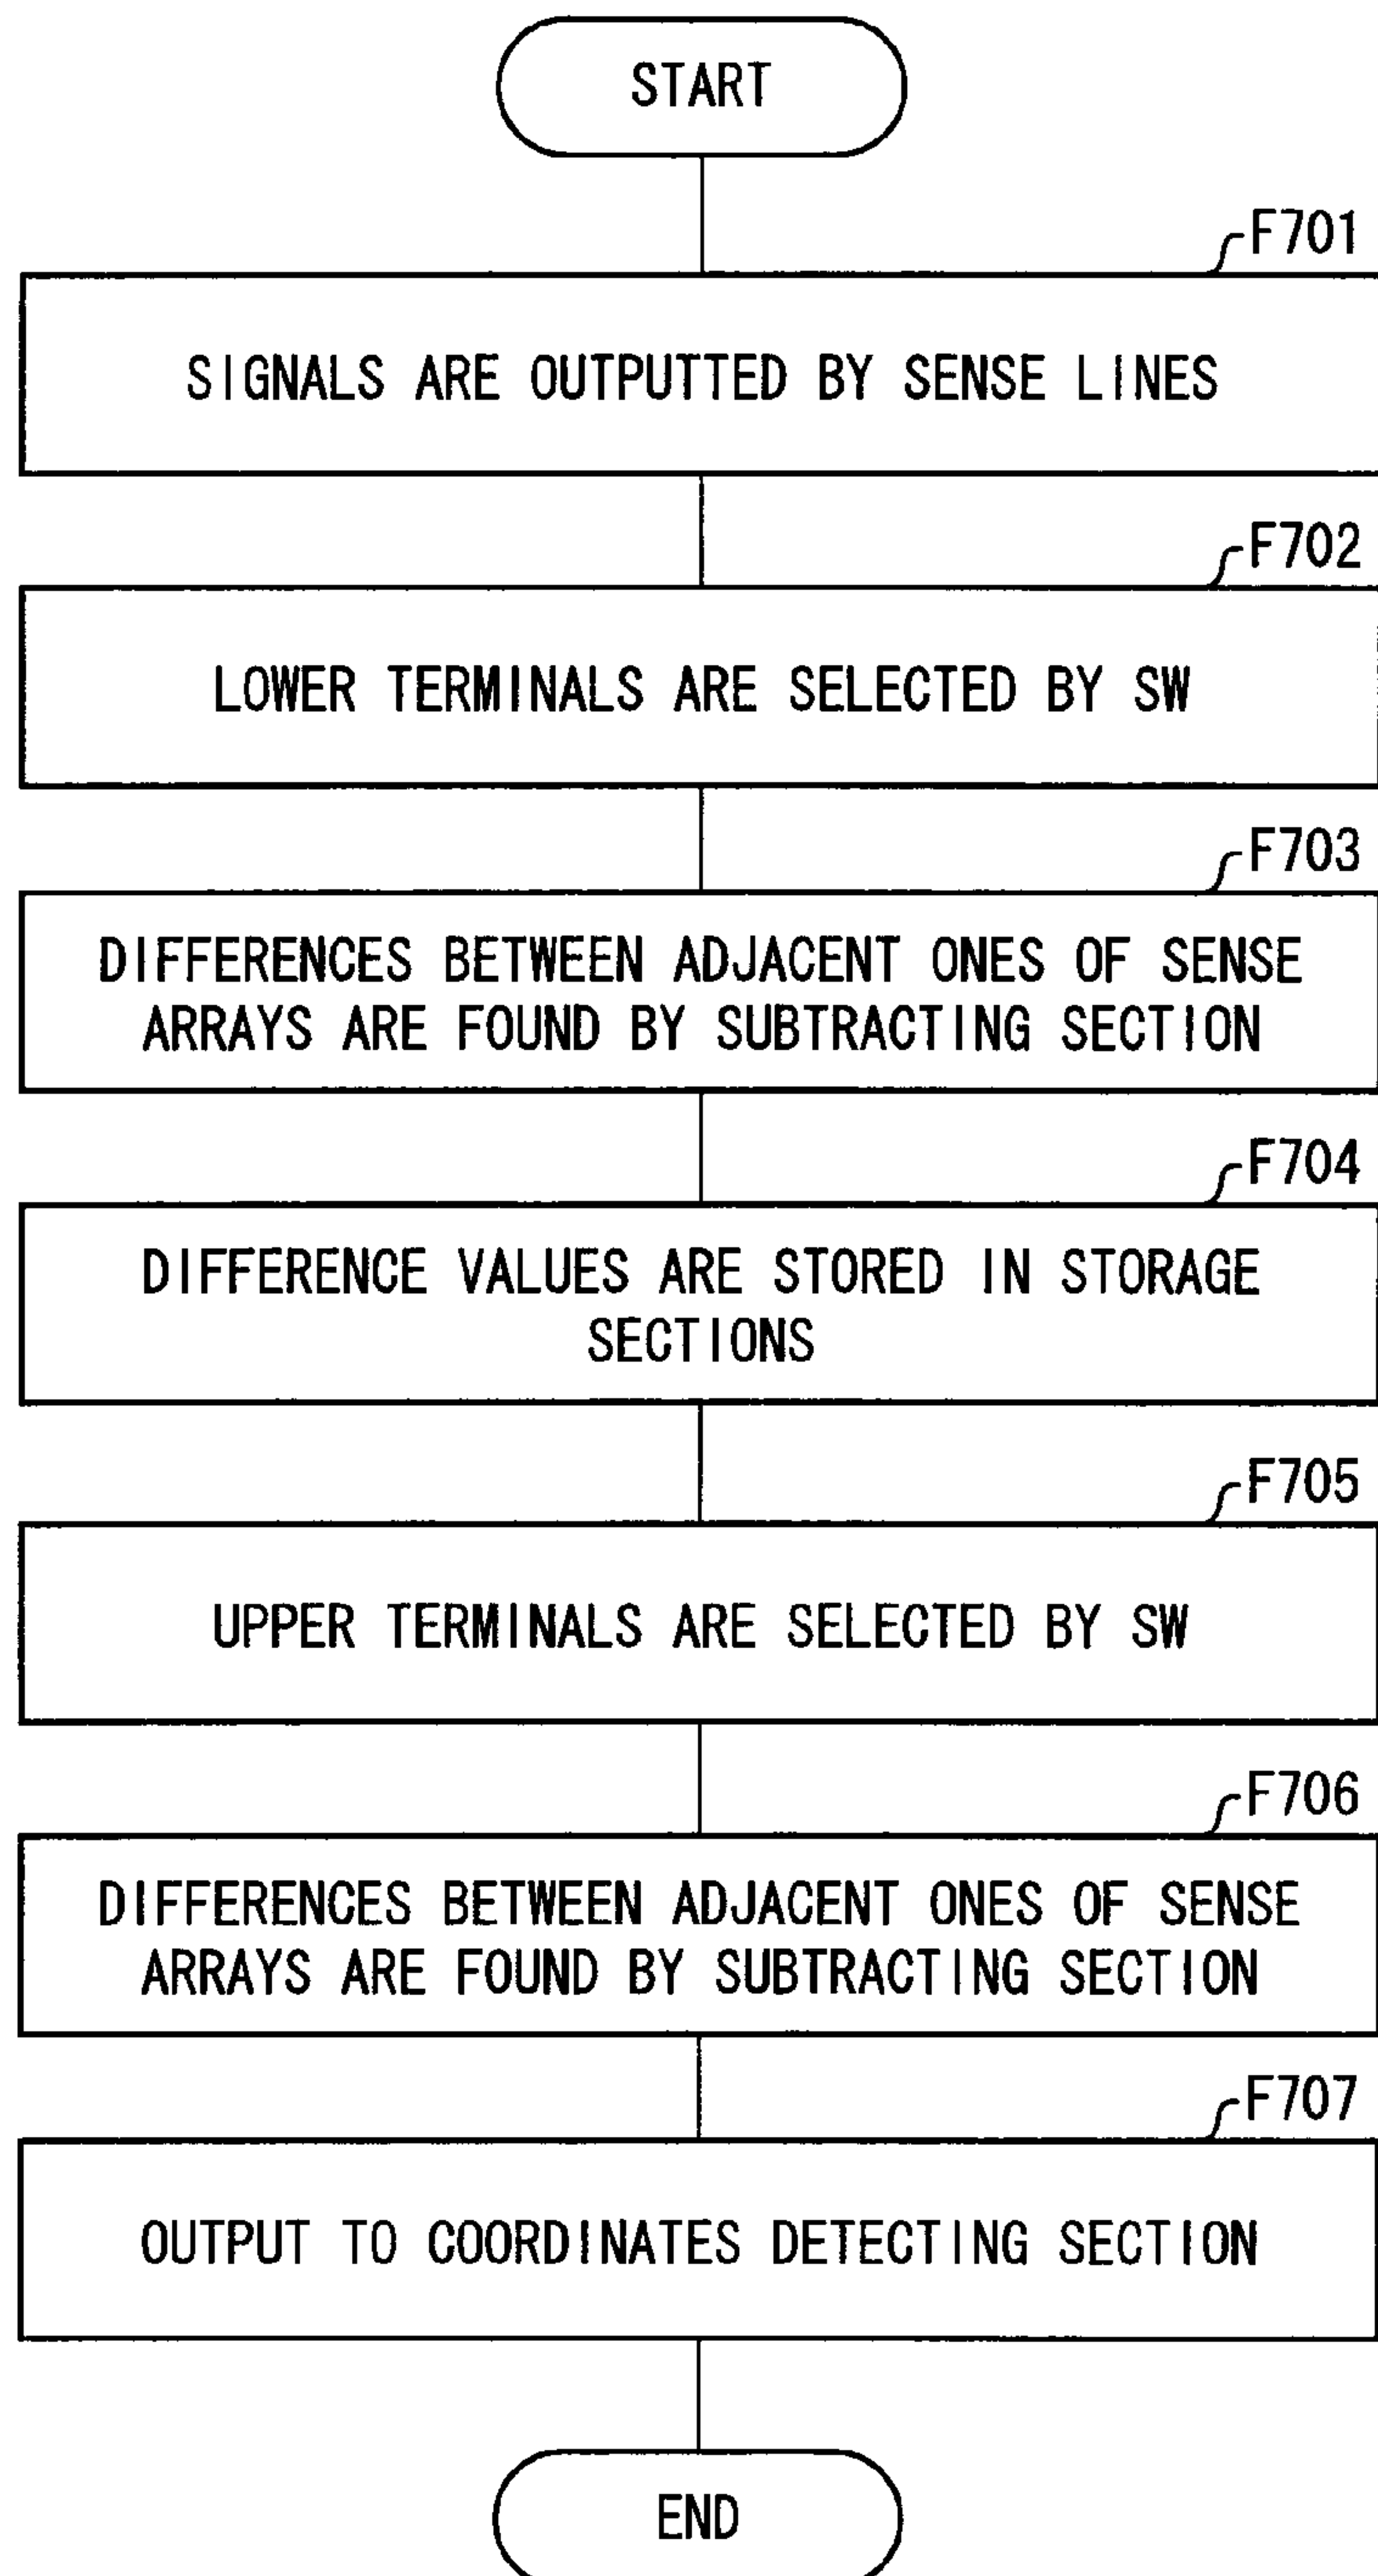 START
F701
SIGNALS ARE OUTPUTTED BY SENSE LINES
F702
LOWER TERMINALS ARE SELECTED BY SW
F703
DIFFERENCES BETWEEN ADJACENT ONES OF SENSE
ARRAYS ARE FOUND BY SUBTRACTING SECTION
F704
DIFFERENCE VALUES ARE STORED IN STORAGE
SECTIONS
F705
UPPER TERMINALS ARE SELECTED BY SW
F706
DIFFERENCES BETWEEN ADJACENT ONES OF SENSE
ARRAYS ARE FOUND BY SUBTRACTING SECTION
F707
OUTPUT TO COORDINATES DETECTING SECTION
END